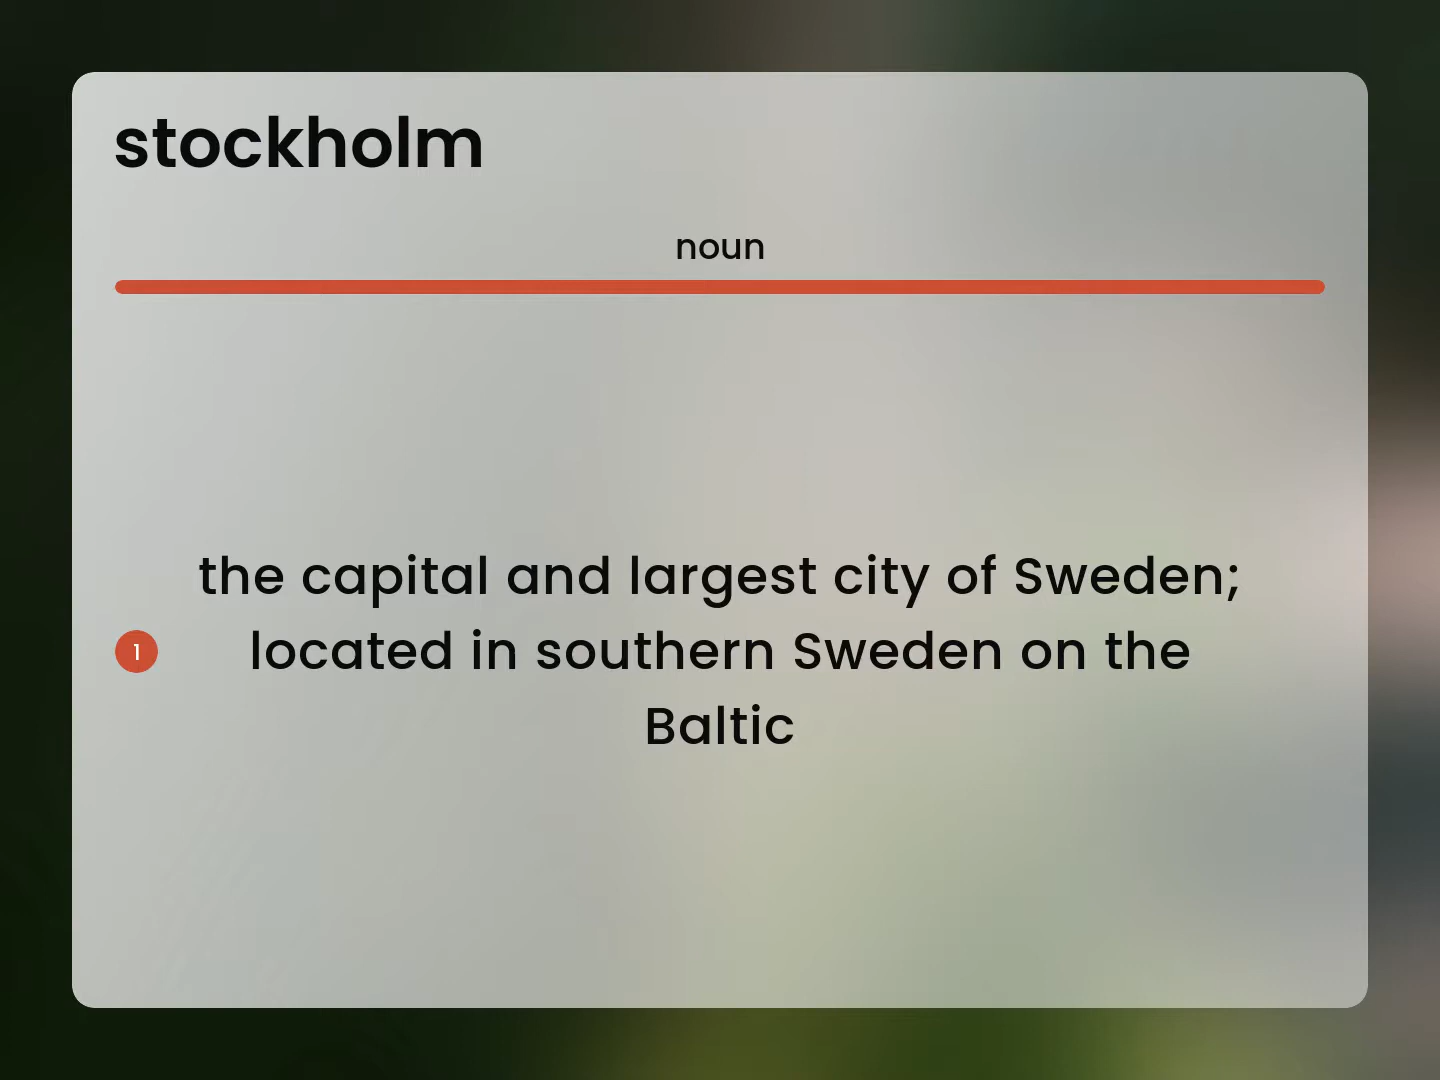 stockholm
noun
the capital and largest city of Sweden;
1 located in southern Sweden on the
Baltic